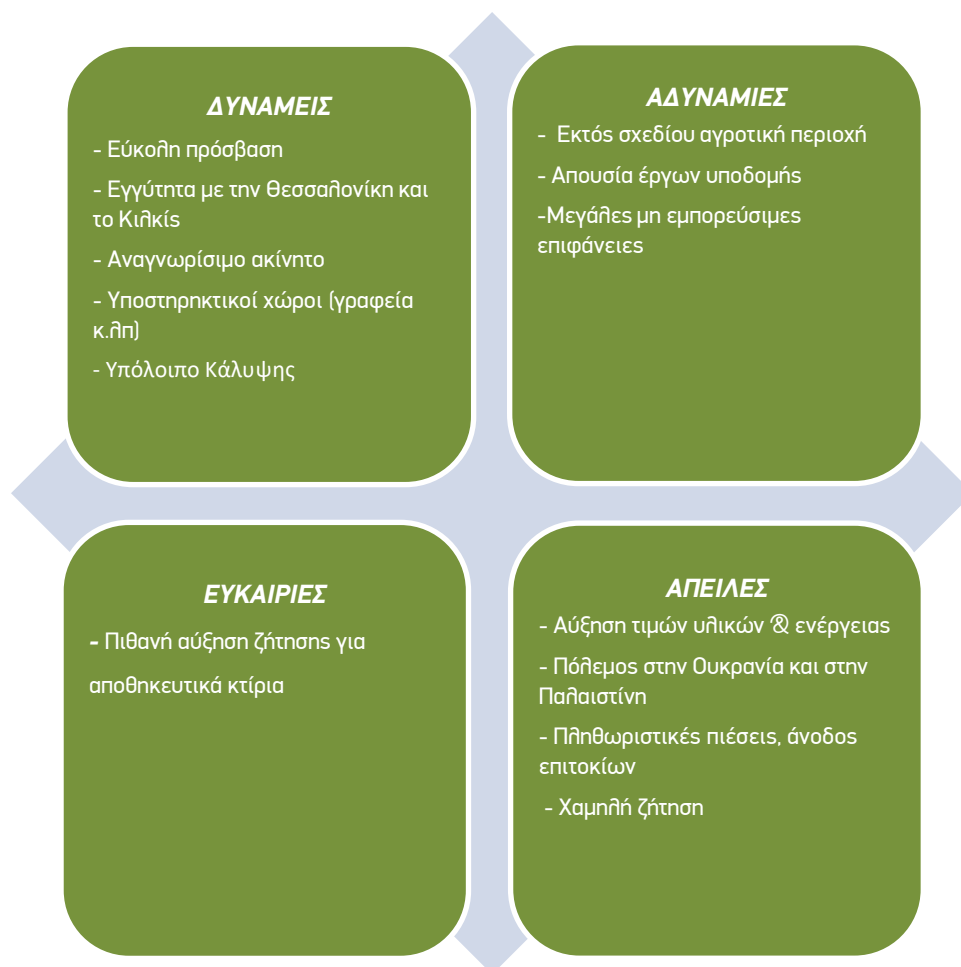 ΔΥΝΑΜΕΙΣ
- Εύκολη πρόσβαση
- Εγγύτητα με την Θεσσαλονίκη και
το Κιλκίς
- Αναγνωρίσιμο ακίνητο
- Υποστηρηκτικοί χώροι (γραφεία
κ.λπ)
- Υπόλοιπο Κάλυψης
ΑΔΥΝΑΜΙΕΣ
- Εκτός σχεδίου αγροτική περιοχή
- Απουσία έργων υποδομής
-Μεγάλες μη εμπορεύσιμες
επιφάνειες
ΕΥΚΑΙΡΙΕΣ
- Πιθανή αύξηση ζήτησης για
αποθηκευτικά κτίρια
ΑΠΕΙΛΕΣ
- Αύξηση τιμών υλικών & ενέργειας
- Πόλεμος στην Ουκρανία και στην
Παλαιστίνη
- Πληθωριστικές πιέσεις, άνοδος
επιτοκίων
- Χαμηλή ζήτηση